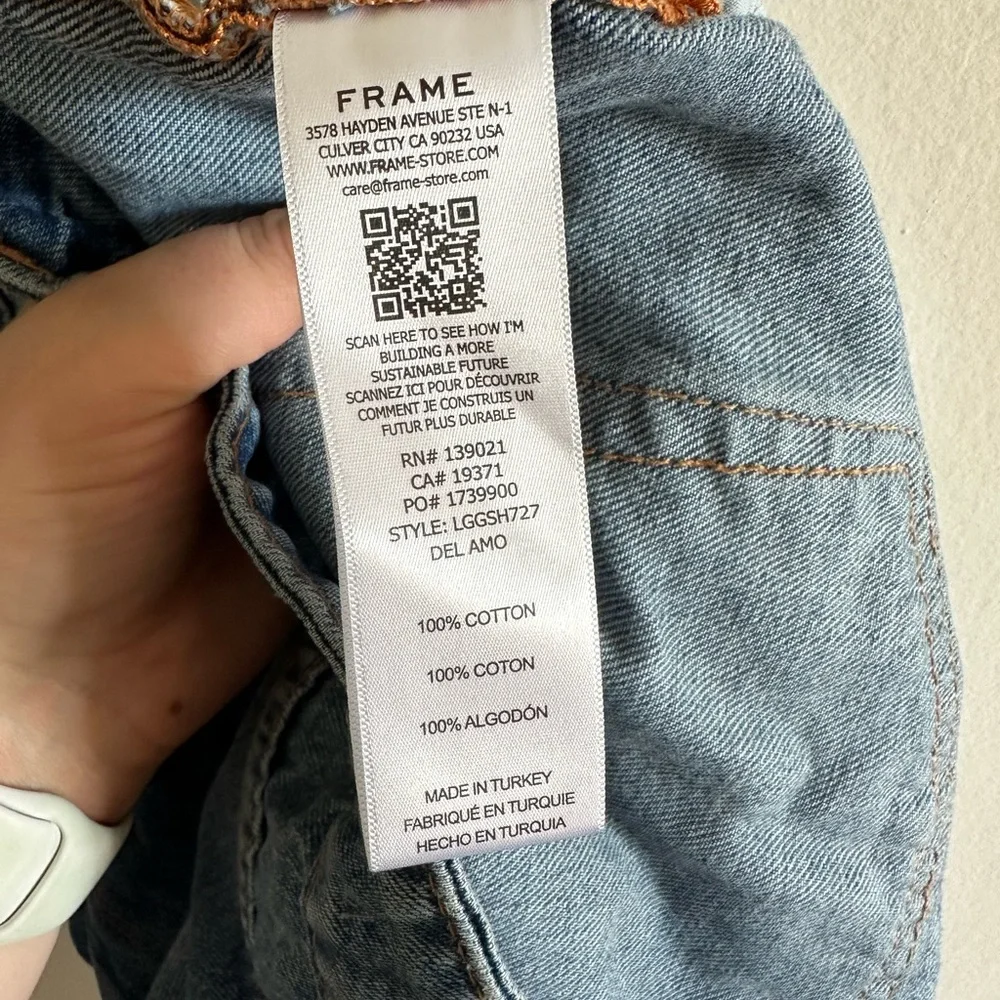 FRAME
3578 HAYDEN AVENUE STE N-1
CULVER CITY CA 90232 USA
WWW.FRAME-STORE.COM
care@frame-store.com
SCAN HERE TO SEE HOW I'M
BUILDING A MORE
SUSTAINABLE FUTURE
SCANNEZ ICI POUR DÉCOUVRIR
COMMENT JE CONSTRUIS UN
FUTUR PLUS DURABLE
RN# 139021
CA# 19371
PO# 1739900
STYLE: LGGSH727
DEL AMO
100% COTTON
100% COTON
100% ALGODÓN
MADE IN TURKEY
FABRIQUÉ EN TURQUIE
HECHO EN TURQUIA